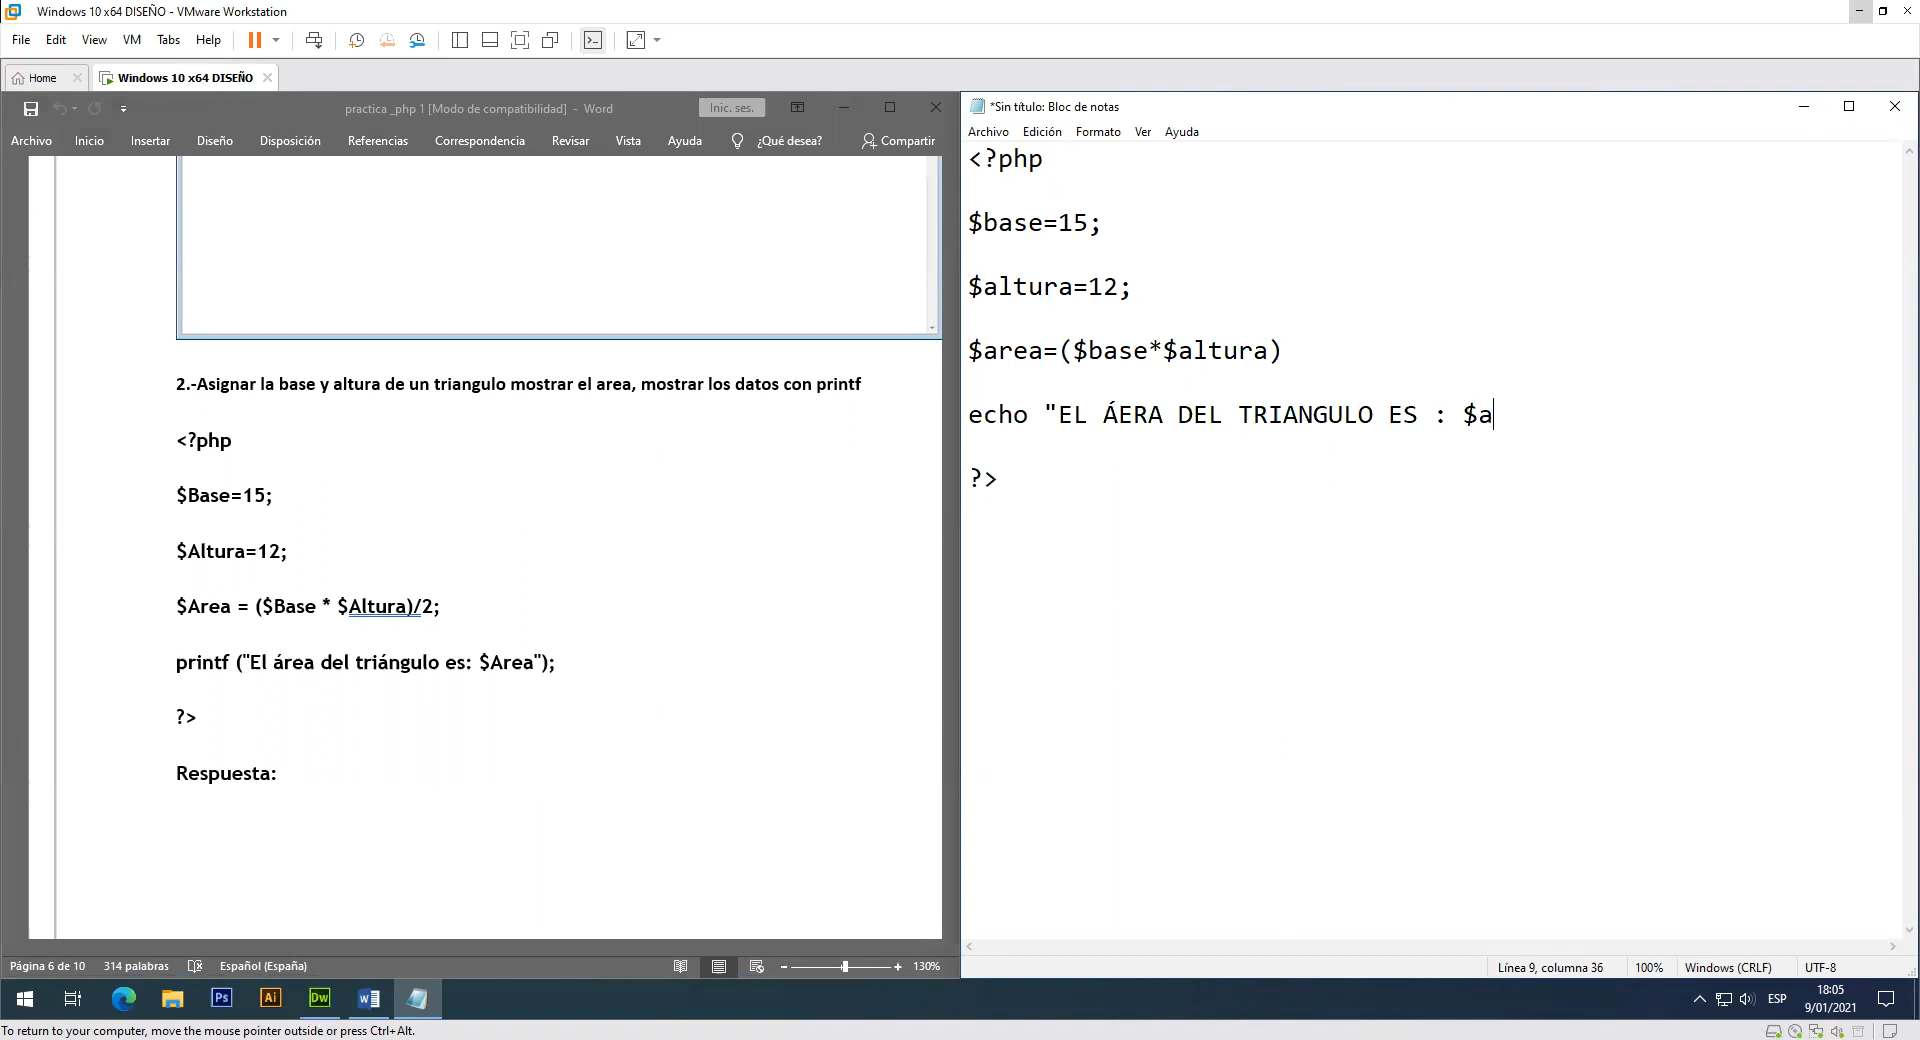 Windows 10 x64 DISEÑO - VMware Workstation
File Edit View VM Tabs Help
Home
Windows 10 x64 DISEÑO
practica _php 1 [Modo de compatibilidad] - Word
Inic. ses.
Archivo Inicio Insertar Diseño Disposición Referencias Correspondencia Revisar Vista Ayuda ¿Qué desea? Compartir
2.-Asignar la base y altura de un triangulo mostrar el area, mostrar los datos con printf
<?php
$Base=15;
$Altura=12;
$Area = ($Base * $Altura)/2;
printf ("El área del triángulo es: $Area");
?>
Respuesta:
Página 6 de 10 314 palabras Español (España) 130%
*Sin título: Bloc de notas
Archivo Edición Formato Ver Ayuda
<?php
$base=15;
$altura=12;
$area=($base*$altura)
echo "EL ÁERA DEL TRIANGULO ES : $a
?>
Línea 9, columna 36 100% Windows (CRLF) UTF-8
Ps Ai Dw
ESP
18:05
9/01/2021
To return to your computer, move the mouse pointer outside or press Ctrl+Alt.